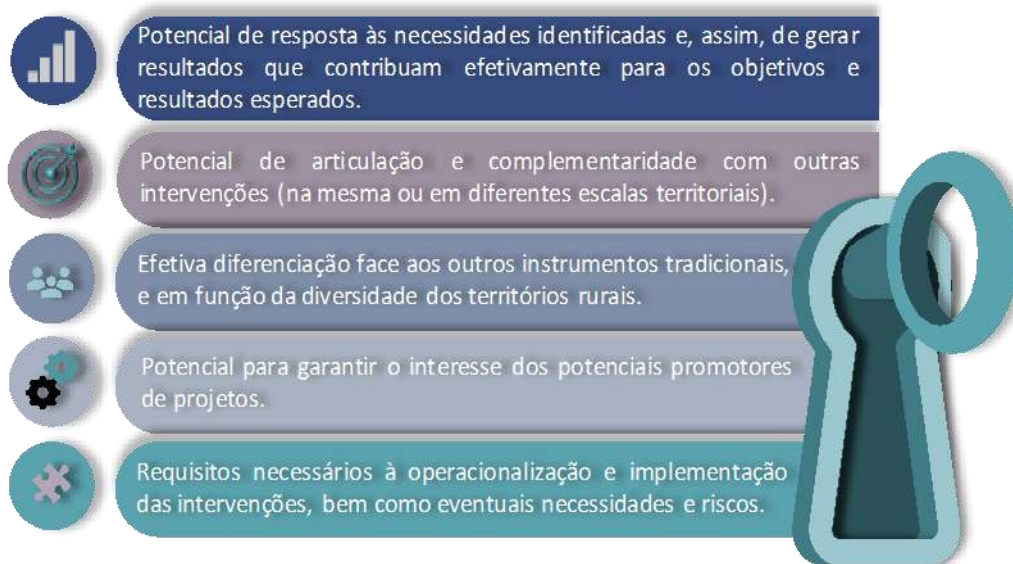 Potencial de resposta às necessidades identificadas e, assim, de gerar
resultados que contribuam efetivamente para os objetivos e
resultados esperados.
Potencial de articulação e complementaridade com outras
intervenções (na mesma ou em diferentes escalas territoriais).
Efetiva diferenciação face aos outros instrumentos tradicionais,
e em função da diversidade dos territórios rurais.
Potencial para garantir o interesse dos potenciais promotores
de projetos.
Requisitos necessários à operacionalização e implementação
das intervenções, bem como eventuais necessidades e riscos.